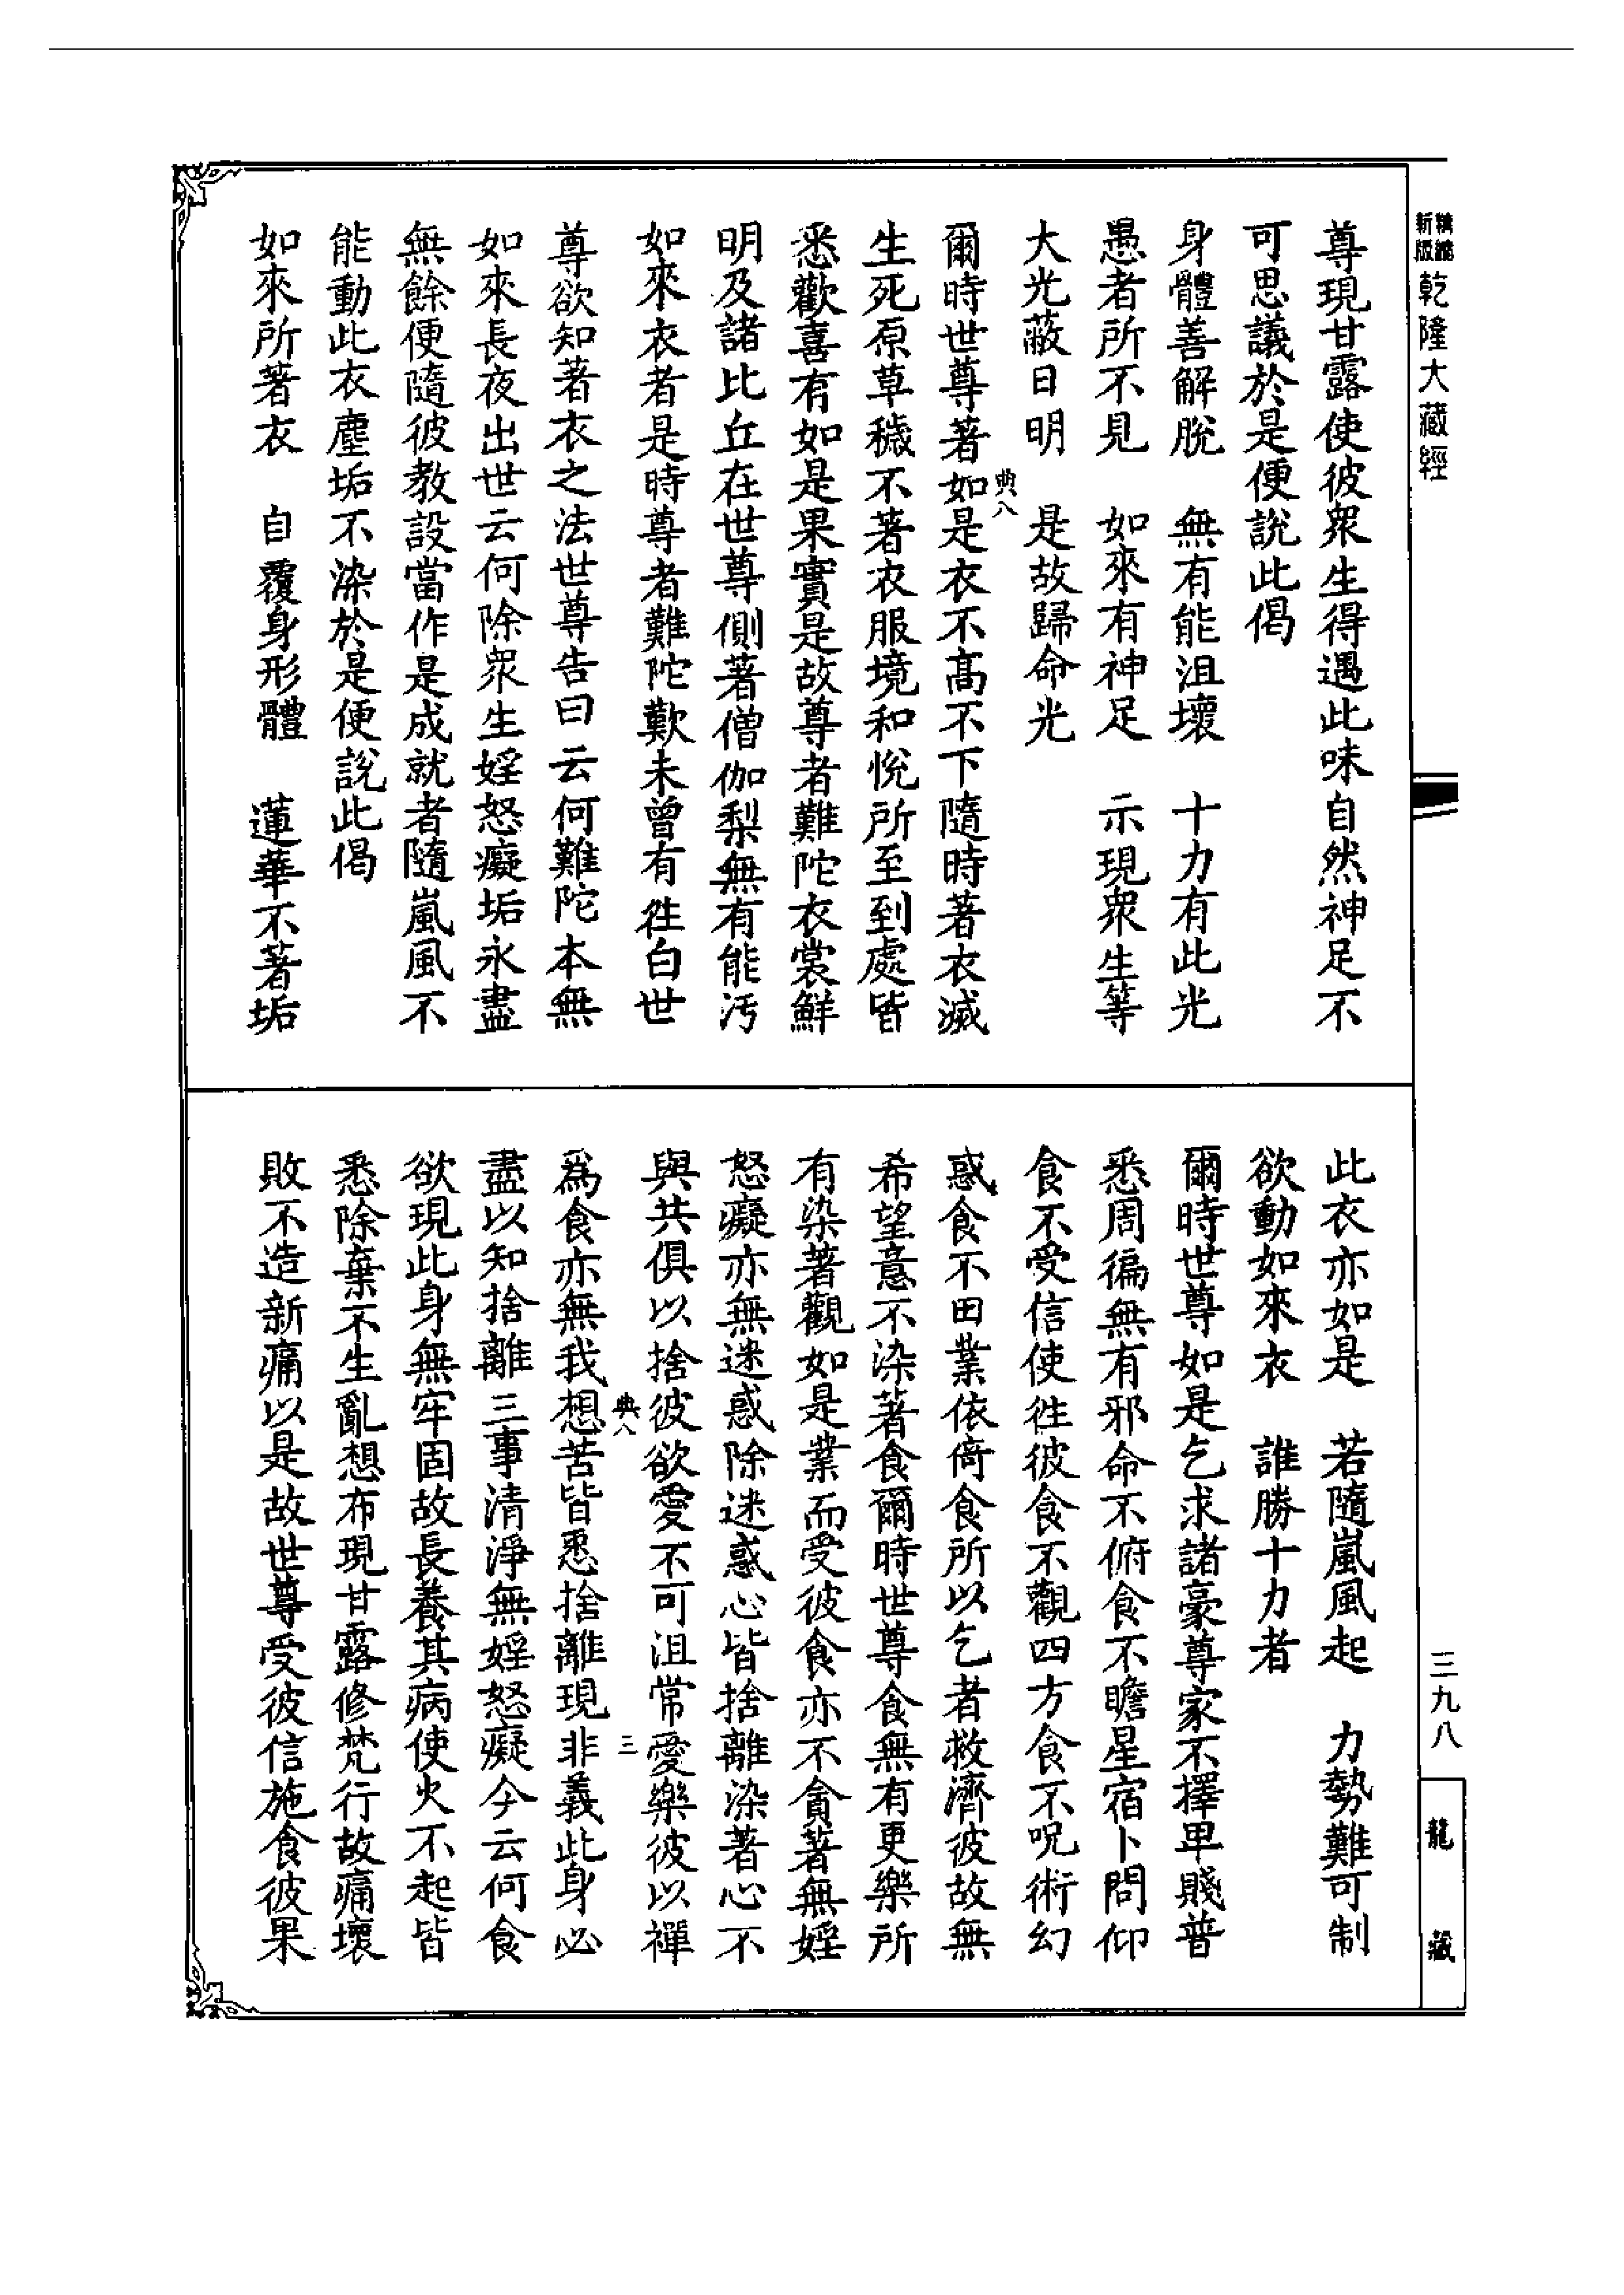 精縮新版乾隆大藏經
尊現甘露使彼衆生得遇此味自然神足不
可思議於是便說此偈
身體善解脫　無有能沮壞　十力有此光
愚者所不見　如來有神足　示現衆生等
大光蔽日明　是故歸命光
典八
爾時世尊著如是衣不高不下隨時著衣滅
生死原草穢不著衣服境和悅所至到處皆
悉歡喜有如是果實是故尊者難陀衣裳鮮
明及諸比丘在世尊側著僧伽梨無有能汚
如來衣者是時尊者難陀歎未曾有往白世
尊欲知著衣之法世尊告曰云何難陀本無
如來長夜出世云何除衆生婬怒癡垢永盡
無餘便隨彼教設當作是成就者隨嵐風不
能動此衣塵垢不染於是便說此偈
如來所著衣　自覆身形體　蓮華不著垢
此衣亦如是　若隨嵐風起　力勢難可制
欲動如來衣　誰勝十力者
爾時世尊如是乞求諸豪尊家不擇卑賤普
悉周徧無有邪命不俯食不瞻星宿卜問仰
食不受信使往彼食不觀四方食不呪術幻
惑食不田業依倚食所以乞者救濟彼故無
希望意不染著食爾時世尊食無有更樂所
有染著觀如是業而受彼食亦不貪著無婬
怒癡亦無迷惑除迷惑心皆捨離染著心不
與共俱以捨彼欲愛不可沮常愛樂彼以禪
典八
三
爲食亦無我想苦皆悉捨離現非義此身必
盡以知捨離三事清淨無婬怒癡今云何食
欲現此身無牢固故長養其病使火不起皆
悉除棄不生亂想布現甘露修梵行故痛壞
敗不造新痛以是故世尊受彼信施食彼果
三九八
龍藏